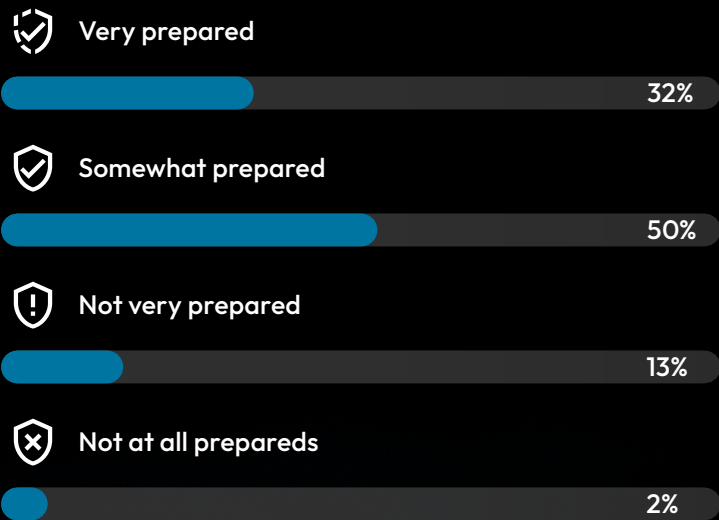 Very prepared
32%
Somewhat prepared
50%
Not very prepared
13%
Not at all prepareds
2%